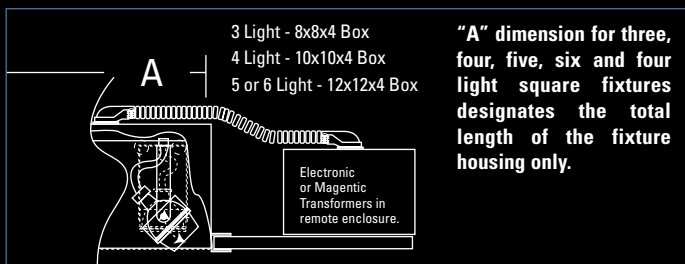 3 Light - 8x8x4 Box
4 Light - 10x10x4 Box
5 or 6 Light - 12x12x4 Box
A
Electronic
or Magentic
Transformers in
remote enclosure.
“A” dimension for three,
four, five, six and four
light square fixtures
designates the total
length of the fixture
housing only.